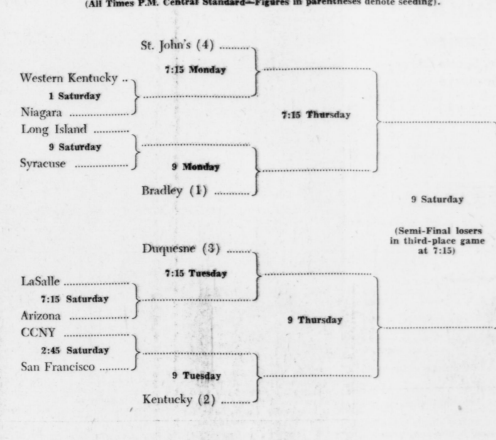 (All Times P.M. Central Standard—Figures in parentheses denote seeding).
St. John's (4)
7:15 Monday
Western Kentucky
1 Saturday
Niagara
7:15 Thursday
Long Island
9 Saturday
Syracuse
9 Monday
Bradley (1)
9 Saturday
(Semi-Final losers
in third-place game
at 7:15)
Duquesne (3)
7:15 Tuesday
LaSalle
7:15 Saturday
Arizona
9 Thursday
CCNY
2:45 Saturday
San Francisco
9 Tuesday
Kentucky (2)